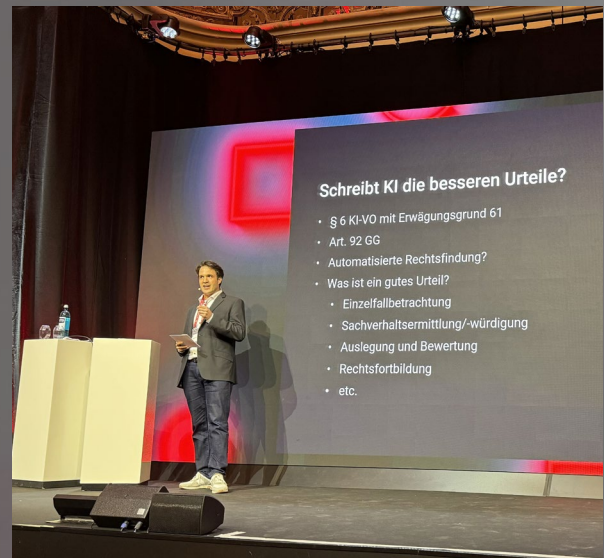 Schreibt KI die besseren Urteile?
• § 6 KI-VO mit Erwägungsgrund 61
• Art. 92 GG
• Automatisierte Rechtsfindung?
• Was ist ein gutes Urteil?
• Einzelfallbetrachtung
• Sachverhaltsermittlung/-würdigung
• Auslegung und Bewertung
• Rechtsfortbildung
• etc.